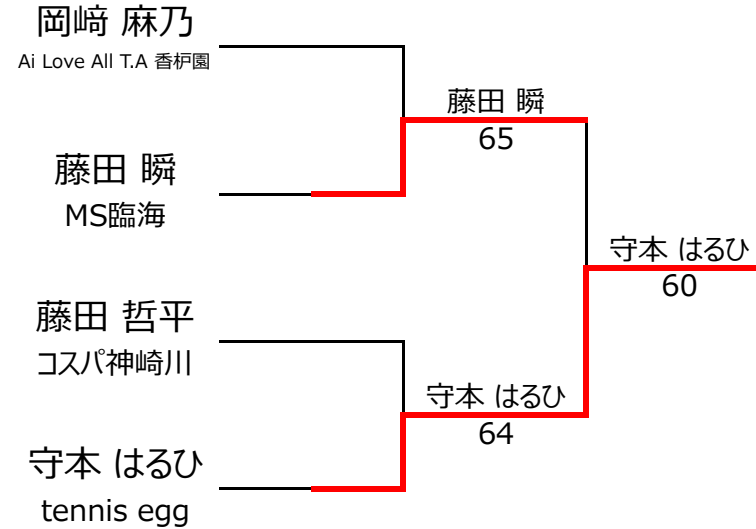 岡﨑 麻乃
Ai Love All T.A 香枦園
藤田 瞬
65
藤田 瞬
MS臨海
守本 はるひ
60
藤田 哲平
コスパ神崎川
守本 はるひ
64
守本 はるひ
tennis egg